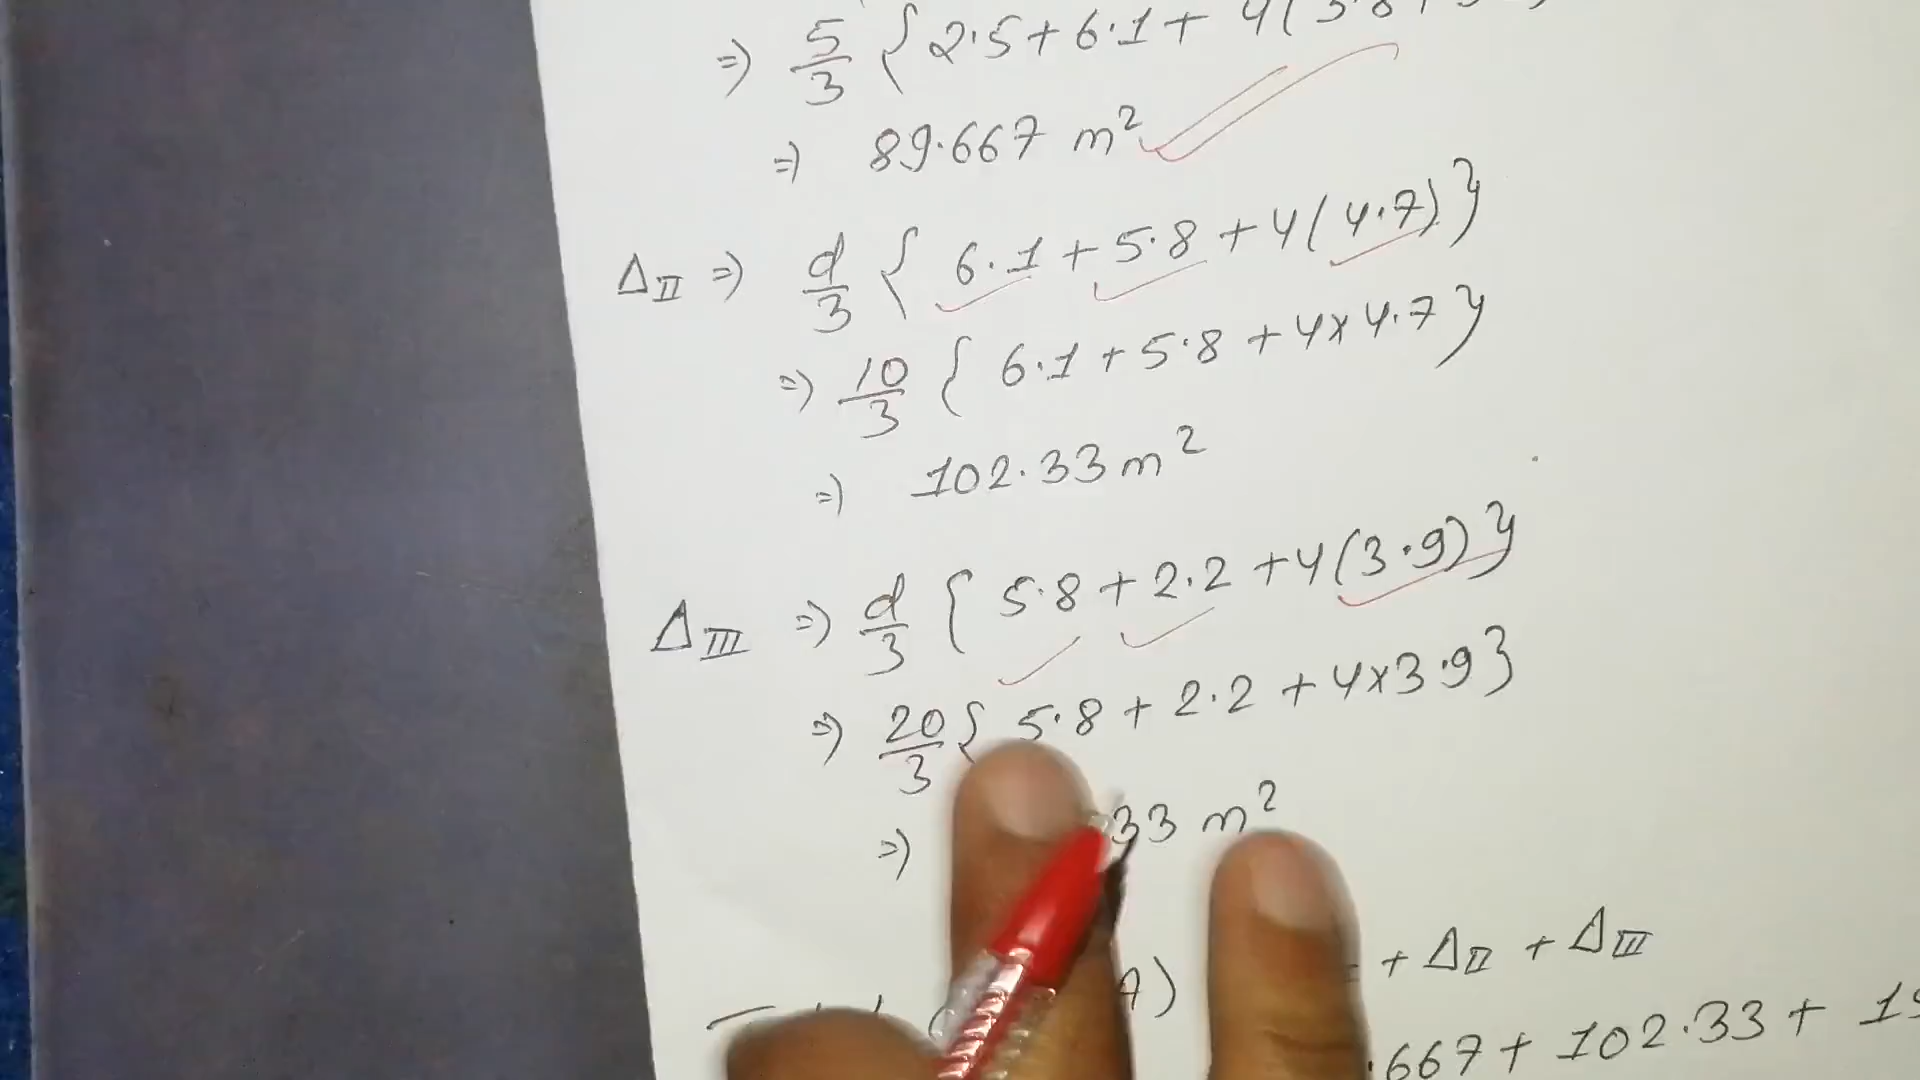 => 5/3 { 2.5 + 6.1 + 4(
=> 89.667 m²
Δ_II => d/3 { 6.1 + 5.8 + 4(4.7) }
=> 10/3 { 6.1 + 5.8 + 4×4.7 }
=> 102.33 m²
Δ_III => d/3 { 5.8 + 2.2 + 4(3.9) }
=> 20/3 { 5.8 + 2.2 + 4×3.9 }
=> 33 m²
+ Δ_II + Δ_III
.667 + 102.33 +